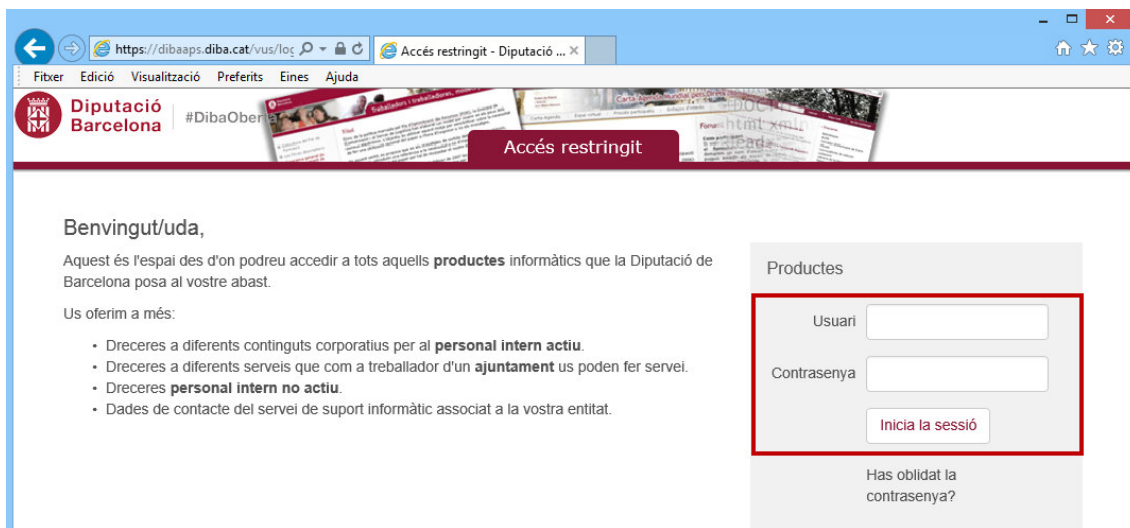 https://dibaaps.diba.cat/vus/log
Accés restringit - Diputació ...
Fitxer Edició Visualització Preferits Eines Ajuda
Diputació
Barcelona
#DibaOberta
Accés restringit
Benvingut/uda,
Aquest és l'espai des d'on podreu accedir a tots aquells productes informàtics que la Diputació de
Barcelona posa al vostre abast.
Us oferim a més:
• Dreceres a diferents continguts corporatius per al personal intern actiu.
• Dreceres a diferents serveis que com a treballador d'un ajuntament us poden fer servei.
• Dreceres personal intern no actiu.
• Dades de contacte del servei de suport informàtic associat a la vostra entitat.
Productes
Usuari
Contrasenya
Inicia la sessió
Has oblidat la
contrasenya?